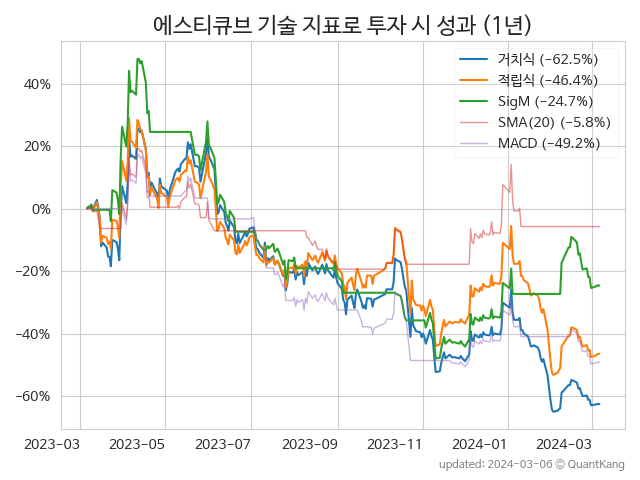 에스티큐브 기술 지표로 투자 시 성과 (1년)
거치식 (−62.5%)
적립식 (−46.4%)
SigM (−24.7%)
SMA(20) (−5.8%)
MACD (−49.2%)
40%
20%
0%
−20%
−40%
−60%
2023−03 2023−05 2023−07 2023−09 2023−11 2024−01 2024−03
updated: 2024-03-06 © QuantKang